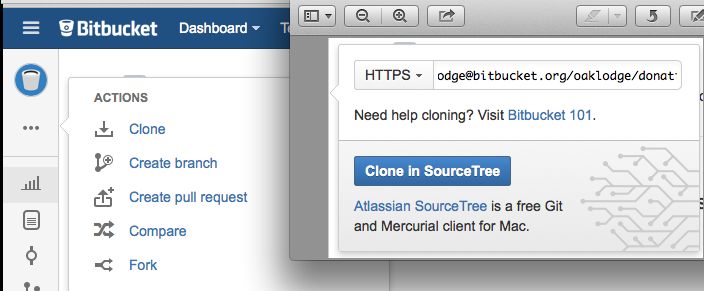 Bitbucket
Dashboard
ACTIONS
Clone
Create branch
Create pull request
Compare
Fork
HTTPS
odge@bitbucket.org/oaklodge/donat
Need help cloning? Visit Bitbucket 101.
Clone in SourceTree
Atlassian SourceTree is a free Git
and Mercurial client for Mac.